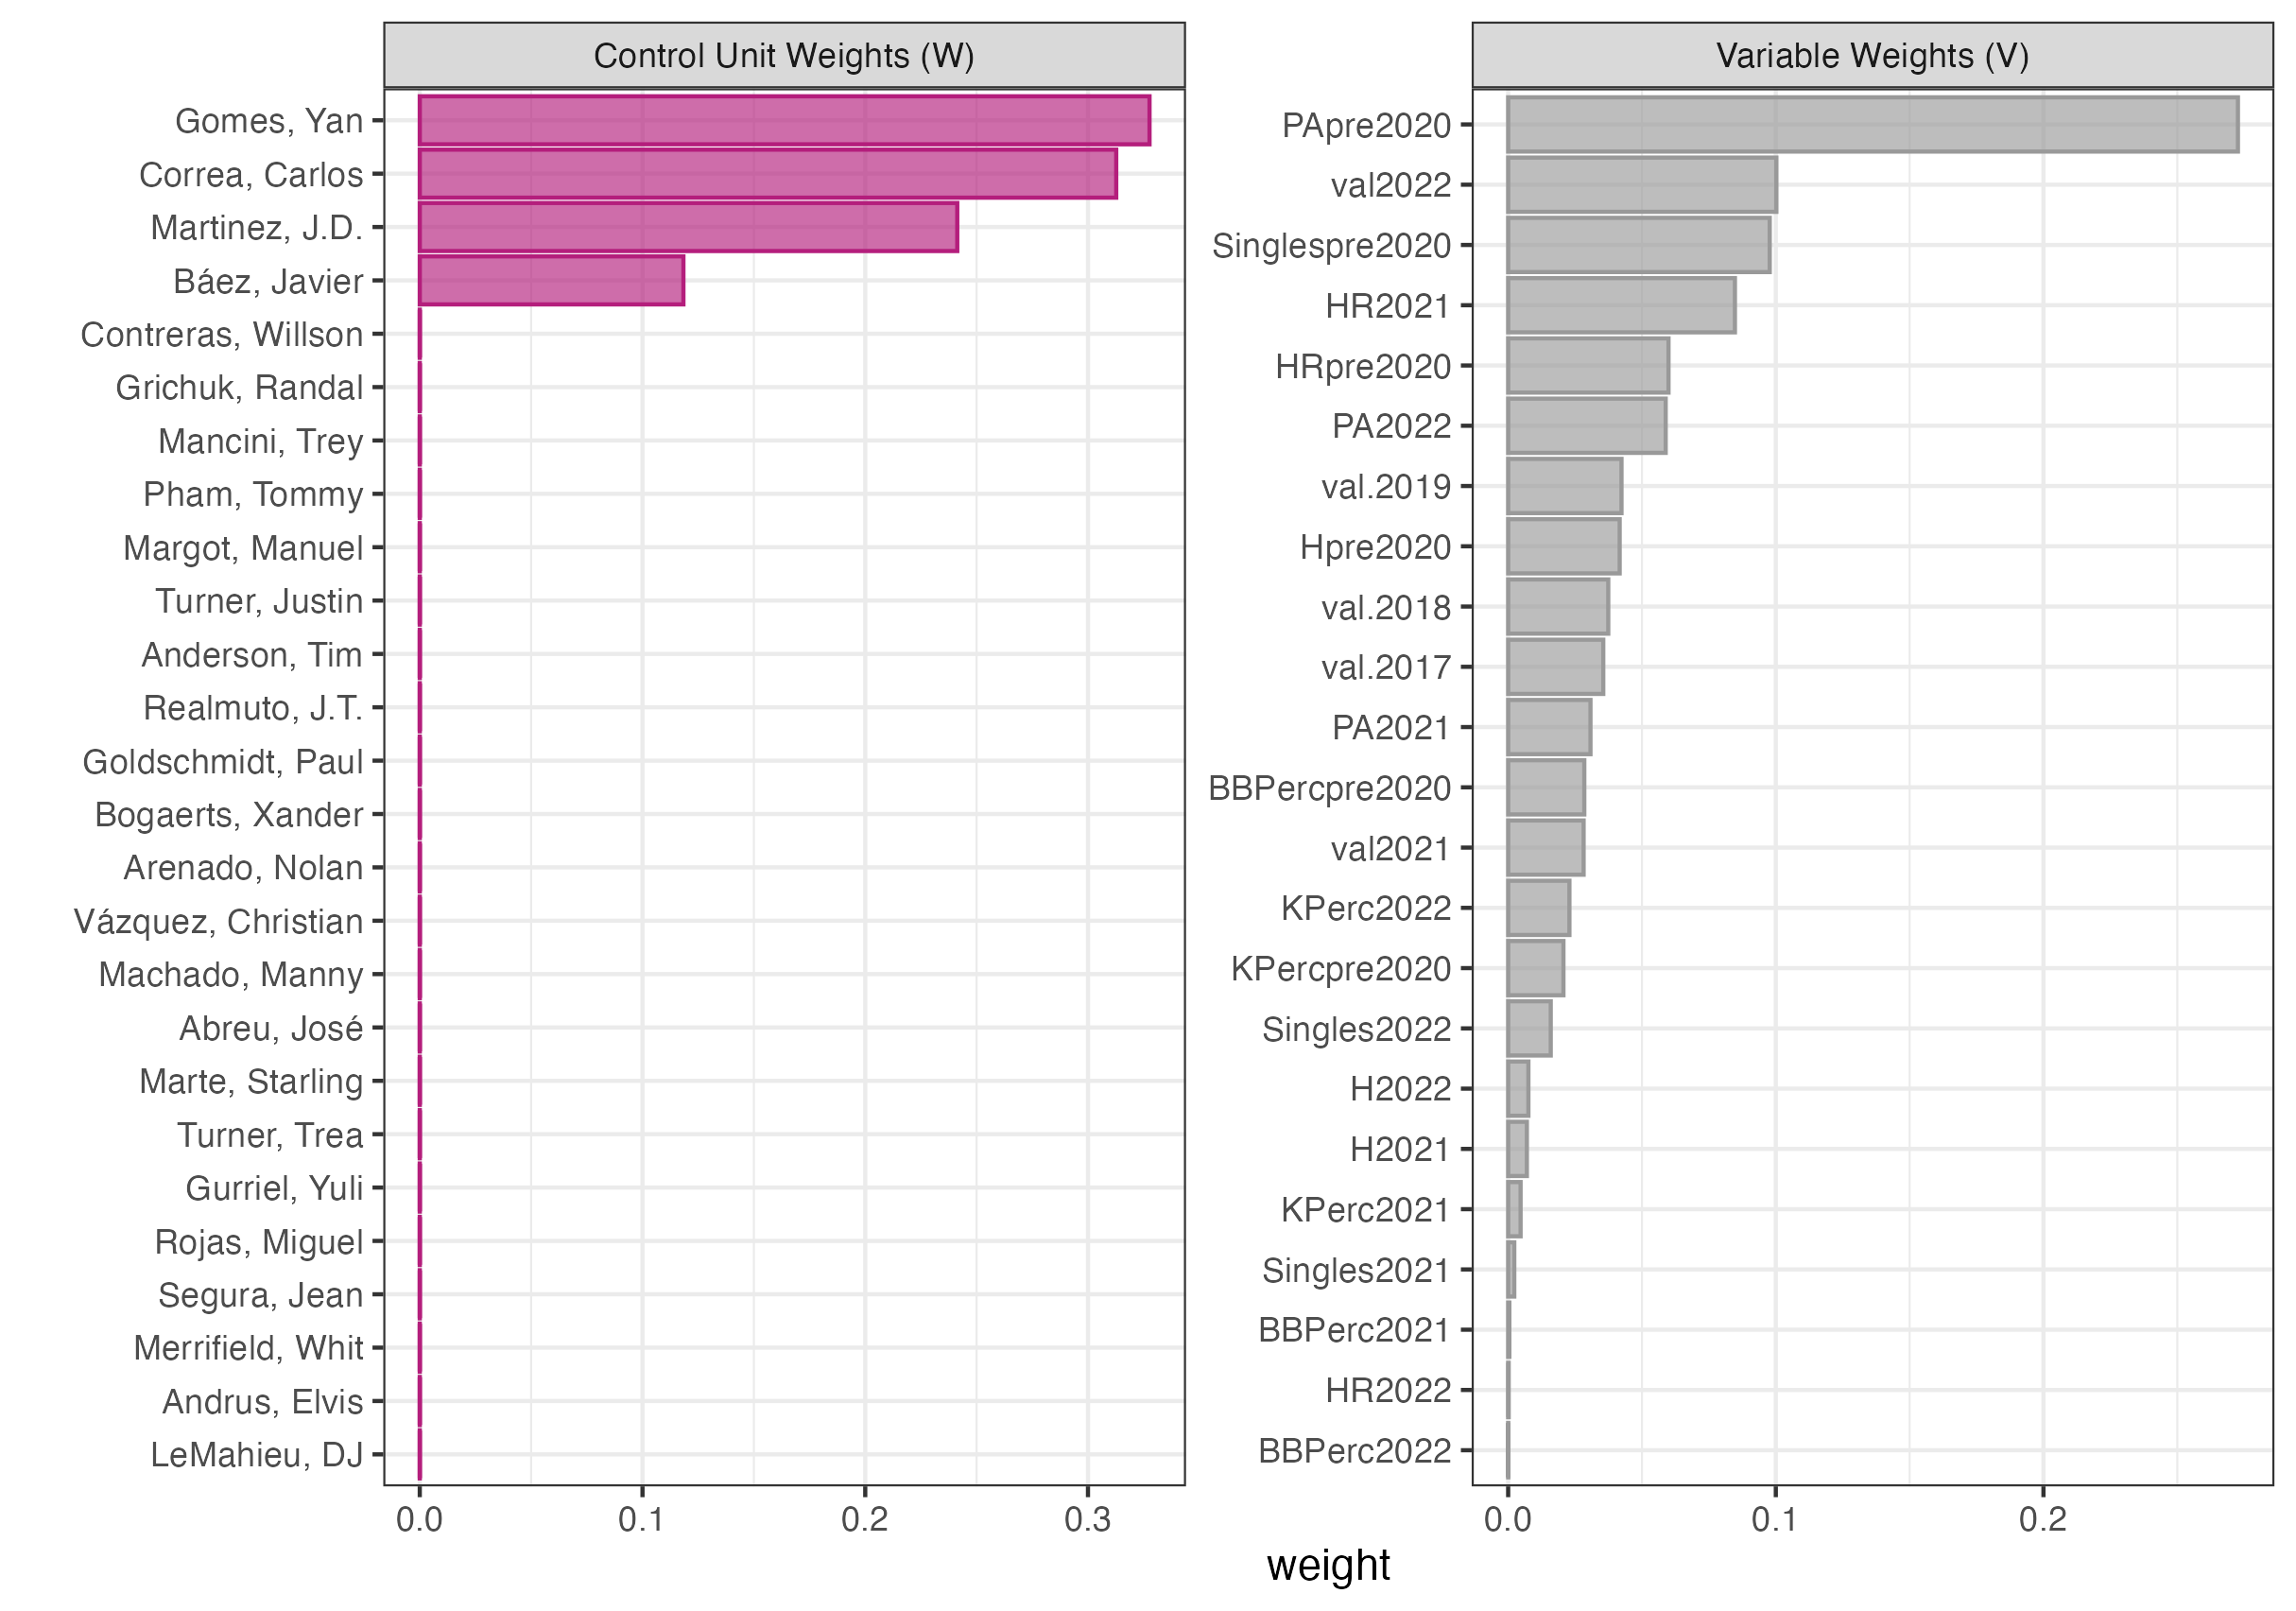 Control Unit Weights (W)
Gomes, Yan
Correa, Carlos
Martinez, J.D.
Báez, Javier
Contreras, Willson
Grichuk, Randal
Mancini, Trey
Pham, Tommy
Margot, Manuel
Turner, Justin
Anderson, Tim
Realmuto, J.T.
Goldschmidt, Paul
Bogaerts, Xander
Arenado, Nolan
Vázquez, Christian
Machado, Manny
Abreu, José
Marte, Starling
Turner, Trea
Gurriel, Yuli
Rojas, Miguel
Segura, Jean
Merrifield, Whit
Andrus, Elvis
LeMahieu, DJ
0.0 0.1 0.2 0.3
Variable Weights (V)
PApre2020
val2022
Singlespre2020
HR2021
HRpre2020
PA2022
val.2019
Hpre2020
val.2018
val.2017
PA2021
BBPercpre2020
val2021
KPerc2022
KPercpre2020
Singles2022
H2022
H2021
KPerc2021
Singles2021
BBPerc2021
HR2022
BBPerc2022
0.0 0.1 0.2
weight